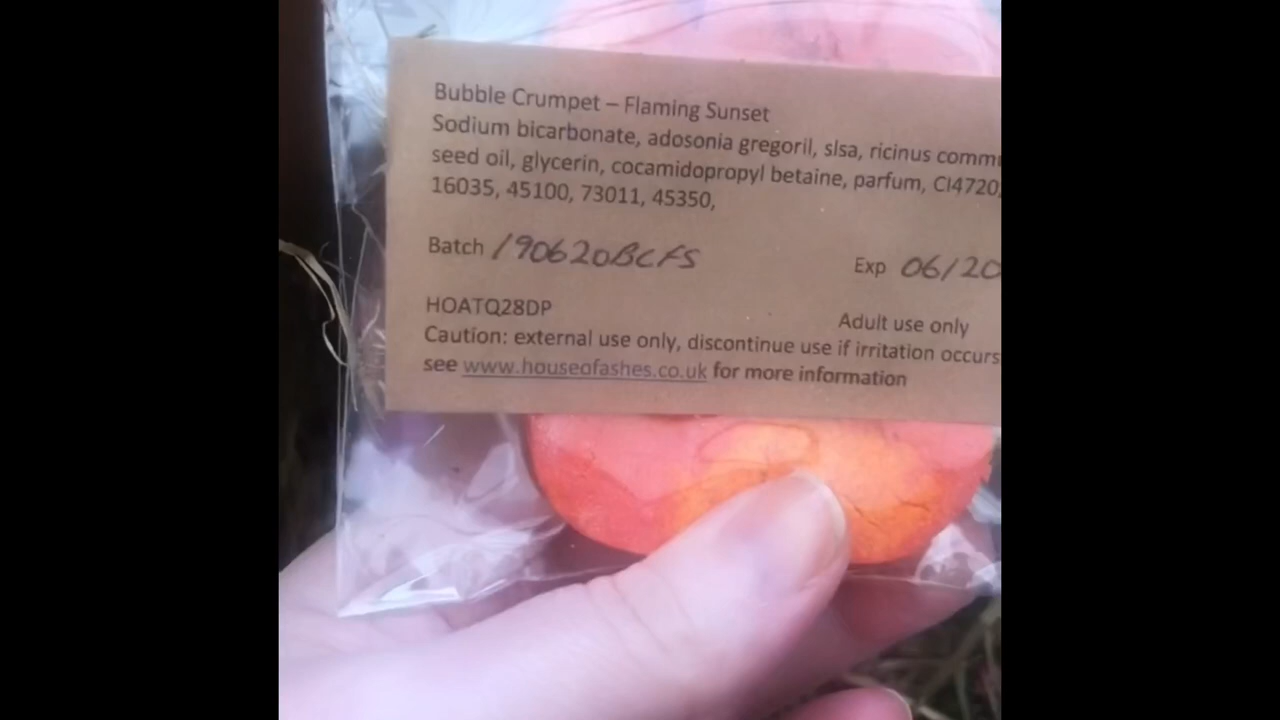 Bubble Crumpet – Flaming Sunset
Sodium bicarbonate, adosonia gregoril, slsa, ricinus
seed oil, glycerin, cocamidopropyl betaine, parfum,
16035, 45100, 73011, 45350,
Batch 190620BCFS Exp 06/20
HOATQ28DP Adult use only
Caution: external use only, discontinue use if irritation occurs
see www.houseofashes.co.uk for more information